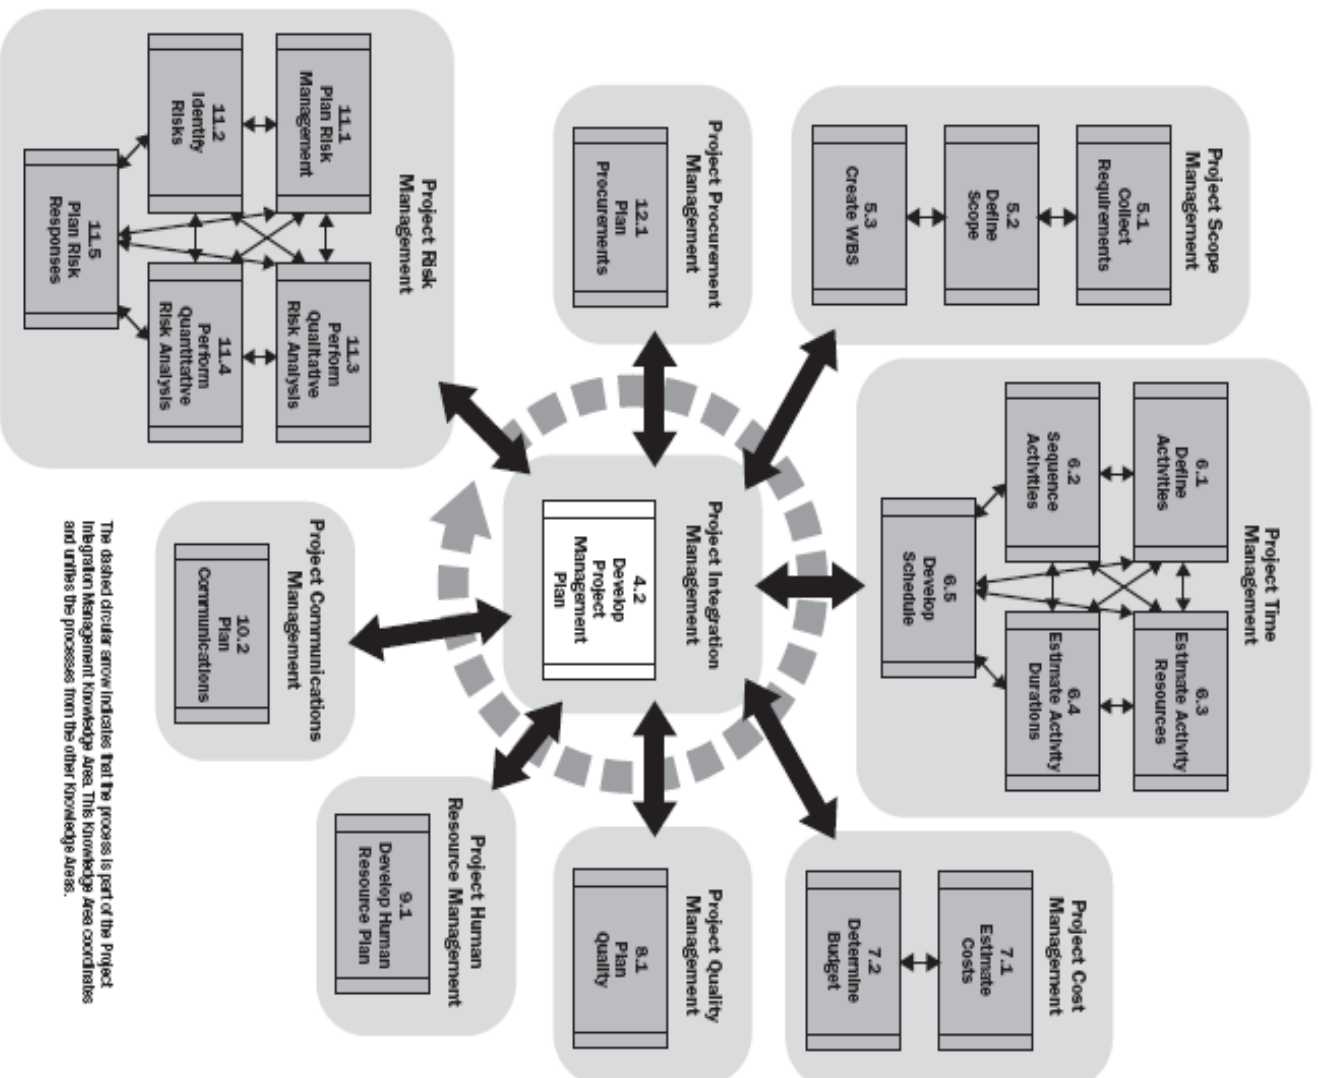 Project Time
Management
6.1
Define
Activities
6.3
Estimate Activity
Resources
6.2
Sequence
Activities
6.4
Estimate Activity
Durations
6.5
Develop
Schedule
Project Scope
Management
5.1
Collect
Requirements
5.2
Define
Scope
5.3
Create WBS
Project Cost
Management
7.1
Estimate
Costs
7.2
Determine
Budget
Project Procurement
Management
12.1
Plan
Procurements
Project Integration
Management
4.2
Develop
Project
Management
Plan
Project Quality
Management
8.1
Plan
Quality
Project Risk
Management
11.1
Plan Risk
Management
11.3
Perform
Qualitative
Risk Analysis
11.2
Identify
Risks
11.4
Perform
Quantitative
Risk Analysis
11.5
Plan Risk
Responses
Project Communications
Management
10.2
Plan
Communications
Project Human
Resource Management
9.1
Develop Human
Resource Plan
The dashed circular arrow indicates that the process is part of the Project
Integration Management Knowledge Area. This Knowledge Area coordinates
and unifies the processes from the other Knowledge Areas.